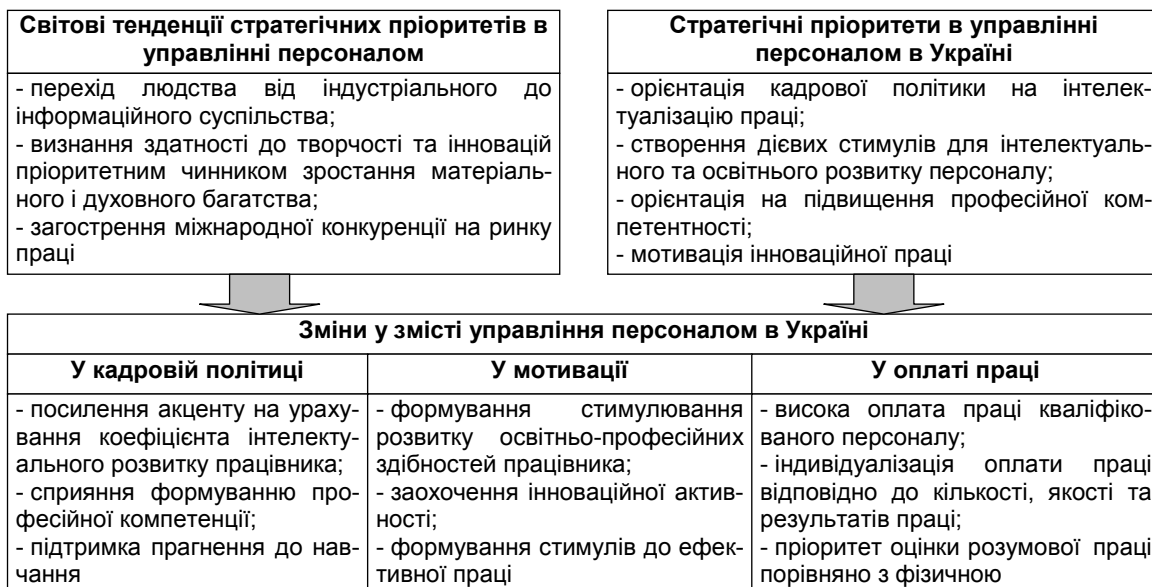 Світові тенденції стратегічних пріоритетів в
управлінні персоналом
- перехід людства від індустріального до
інформаційного суспільства;
- визнання здатності до творчості та інновацій
пріоритетним чинником зростання матеріаль-
ного і духовного багатства;
- загострення міжнародної конкуренції на ринку
праці
Стратегічні пріоритети в управлінні
персоналом в Україні
- орієнтація кадрової політики на інтелек-
туалізацію праці;
- створення дієвих стимулів для інтелектуаль-
ного та освітнього розвитку персоналу;
- орієнтація на підвищення професійної ком-
петентності;
- мотивація інноваційної праці
Зміни у змісті управління персоналом в Україні
У кадровій політиці
- посилення акценту на ураху-
вання коефіцієнта інтелекту-
ального розвитку працівника;
- сприяння формуванню про-
фесійної компетенції;
- підтримка прагнення до нав-
чання
У мотивації
- формування стимулювання
розвитку освітньо-професійних
здібностей працівника;
- заохочення інноваційної актив-
ності;
- формування стимулів до ефек-
тивної праці
У оплаті праці
- висока оплата праці кваліфіко-
ваного персоналу;
- індивідуалізація оплати праці
відповідно до кількості, якості та
результатів праці;
- пріоритет оцінки розумової праці
порівняно з фізичною